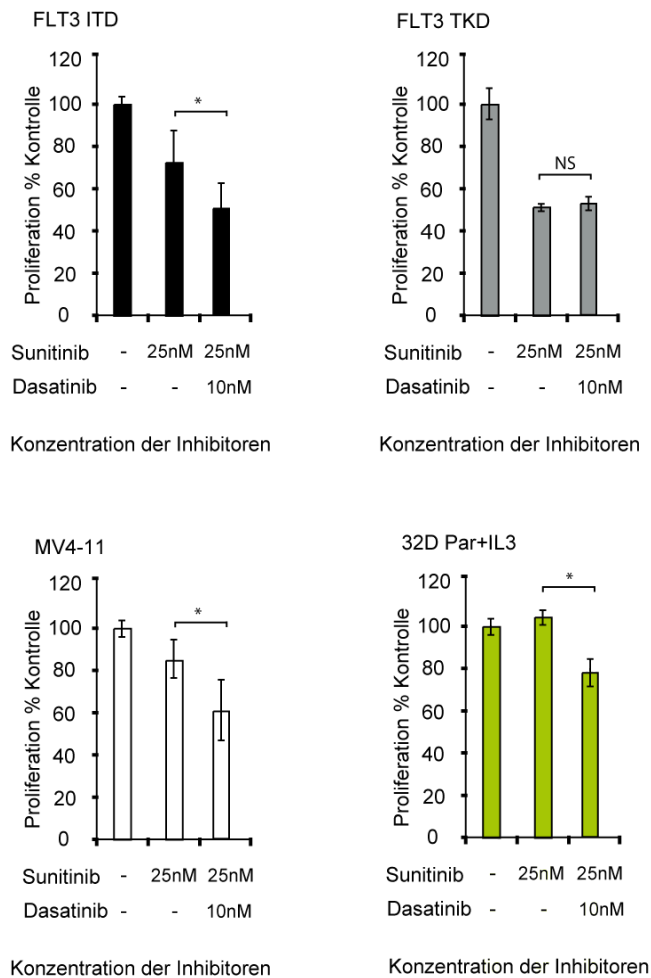 FLT3 ITD
Proliferation % Kontrolle
120
100
80
60
40
20
0
*
Sunitinib - 25nM 25nM
Dasatinib - - 10nM
Konzentration der Inhibitoren
FLT3 TKD
Proliferation % Kontrolle
120
100
80
60
40
20
0
NS
Sunitinib - 25nM 25nM
Dasatinib - - 10nM
Konzentration der Inhibitoren
MV4-11
Proliferation % Kontrolle
120
100
80
60
40
20
0
*
Sunitinib - 25nM 25nM
Dasatinib - - 10nM
Konzentration der Inhibitoren
32D Par+IL3
Proliferation % Kontrolle
120
100
80
60
40
20
0
*
Sunitinib - 25nM 25nM
Dasatinib - - 10nM
Konzentration der Inhibitoren